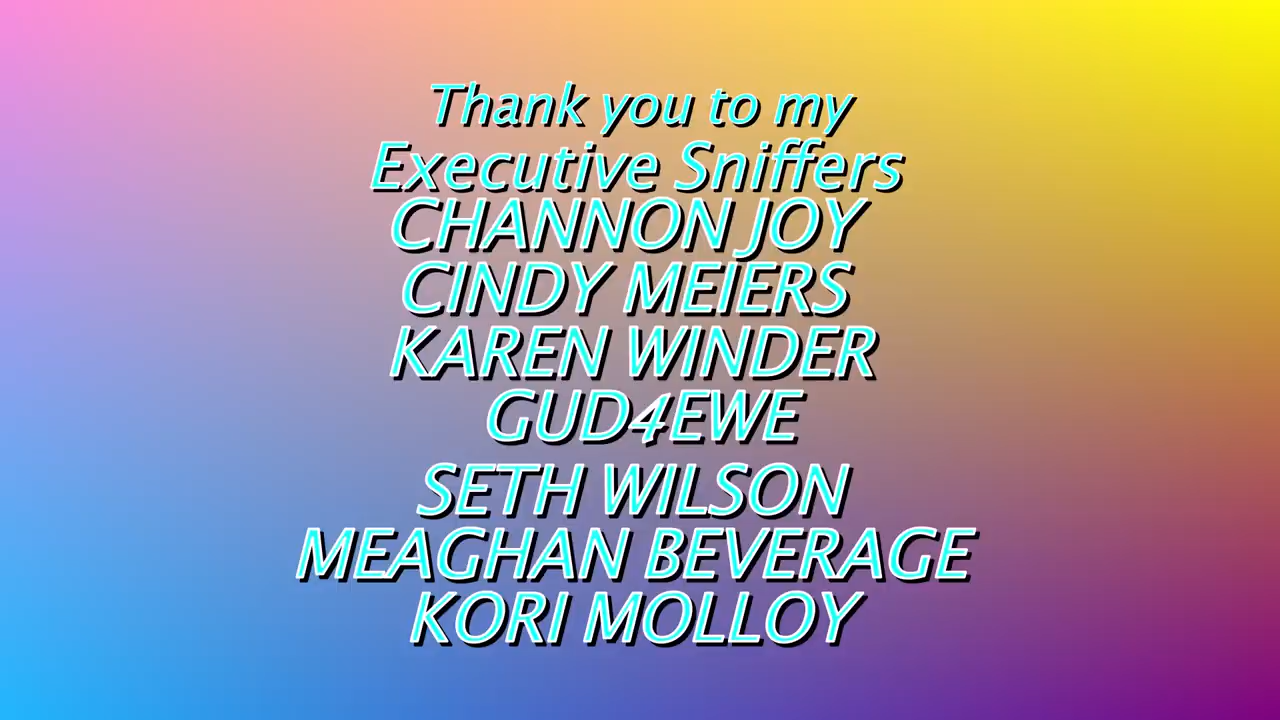 Thank you to my
Executive Sniffers
CHANNON JOY
CINDY MEIERS
KAREN WINDER
GUD4EWE
SETH WILSON
MEAGHAN BEVERAGE
KORI MOLLOY